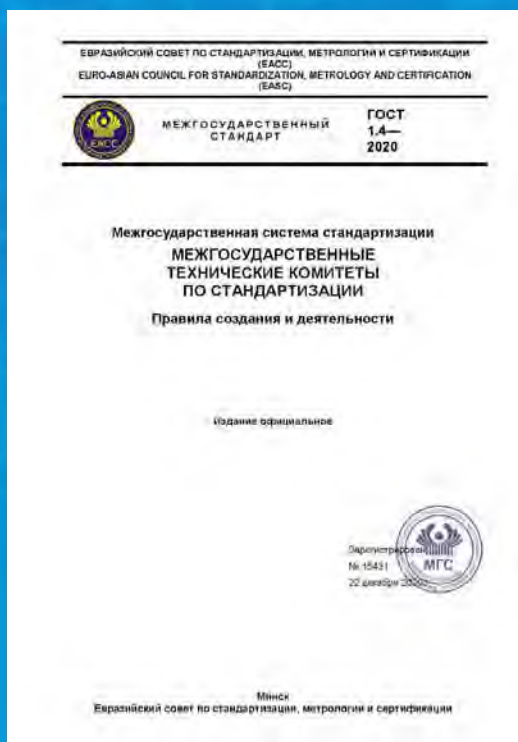 ЕВРАЗИЙСКИЙ СОВЕТ ПО СТАНДАРТИЗАЦИИ, МЕТРОЛОГИИ И СЕРТИФИКАЦИИ
(ЕАСС)
EURO-ASIAN COUNCIL FOR STANDARDIZATION, METROLOGY AND CERTIFICATION
(EASC)
ЕАСС
МЕЖГОСУДАРСТВЕННЫЙ
СТАНДАРТ
ГОСТ
1.4—
2020
Межгосударственная система стандартизации
МЕЖГОСУДАРСТВЕННЫЕ
ТЕХНИЧЕСКИЕ КОМИТЕТЫ
ПО СТАНДАРТИЗАЦИИ
Правила создания и деятельности
Издание официальное
Зарегистрирован
№ 15431
22 декабря 2020
МГС
Минск
Евразийский совет по стандартизации, метрологии и сертификации